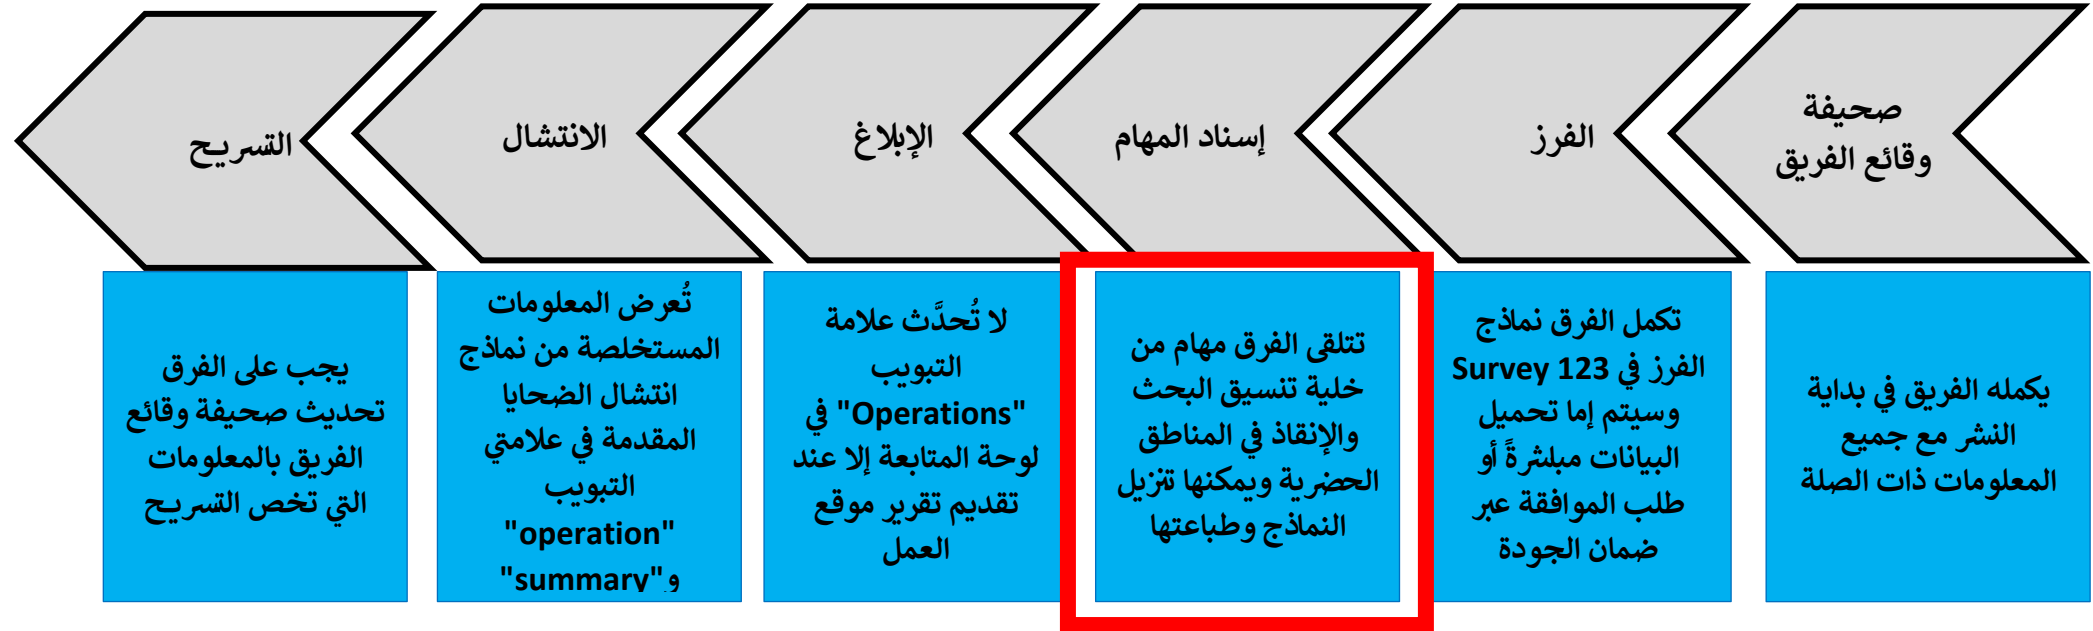 صحيفة
وقائع الفريق
الفرز
إسناد المهام
الإبلاغ
الانتشال
التسريح
يكمله الفريق في بداية
النشر مع جميع
المعلومات ذات الصلة
تكمل الفرق نماذج
الفرز في Survey 123
وسيتم إما تحميل
البيانات مبلشرةً أو
طلب الموافقة عبر
ضمان الجودة
تتلقى الفرق مهام من
خلية تنسيق البحث
والإنقاذ في المناطق
الحضرية ويمكنها تنزيل
النماذج وطباعتها
لا تُحدَّث علامة
التبويب
"Operations" في
لوحة المتابعة إلا عند
تقديم تقرير موقع
العمل
تُعرض المعلومات
المستخلصة من نماذج
انتشال الضحايا
المقدمة في علامتي
التبويب
"operation"
و"summary"
يجب على الفرق
تحديث صحيفة وقائع
الفريق بالمعلومات
التي تخص التسريح